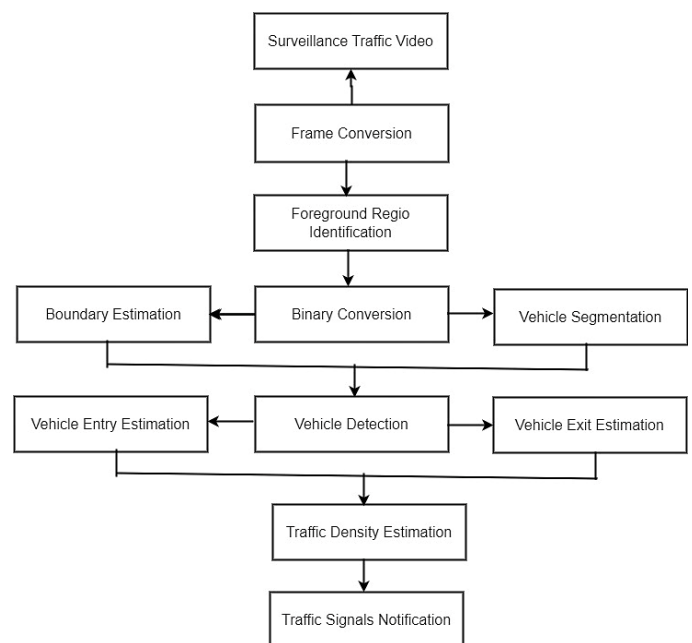 Surveillance Traffic Video
Frame Conversion
Foreground Regio
Identification
Boundary Estimation
Binary Conversion
Vehicle Segmentation
Vehicle Entry Estimation
Vehicle Detection
Vehicle Exit Estimation
Traffic Density Estimation
Traffic Signals Notification